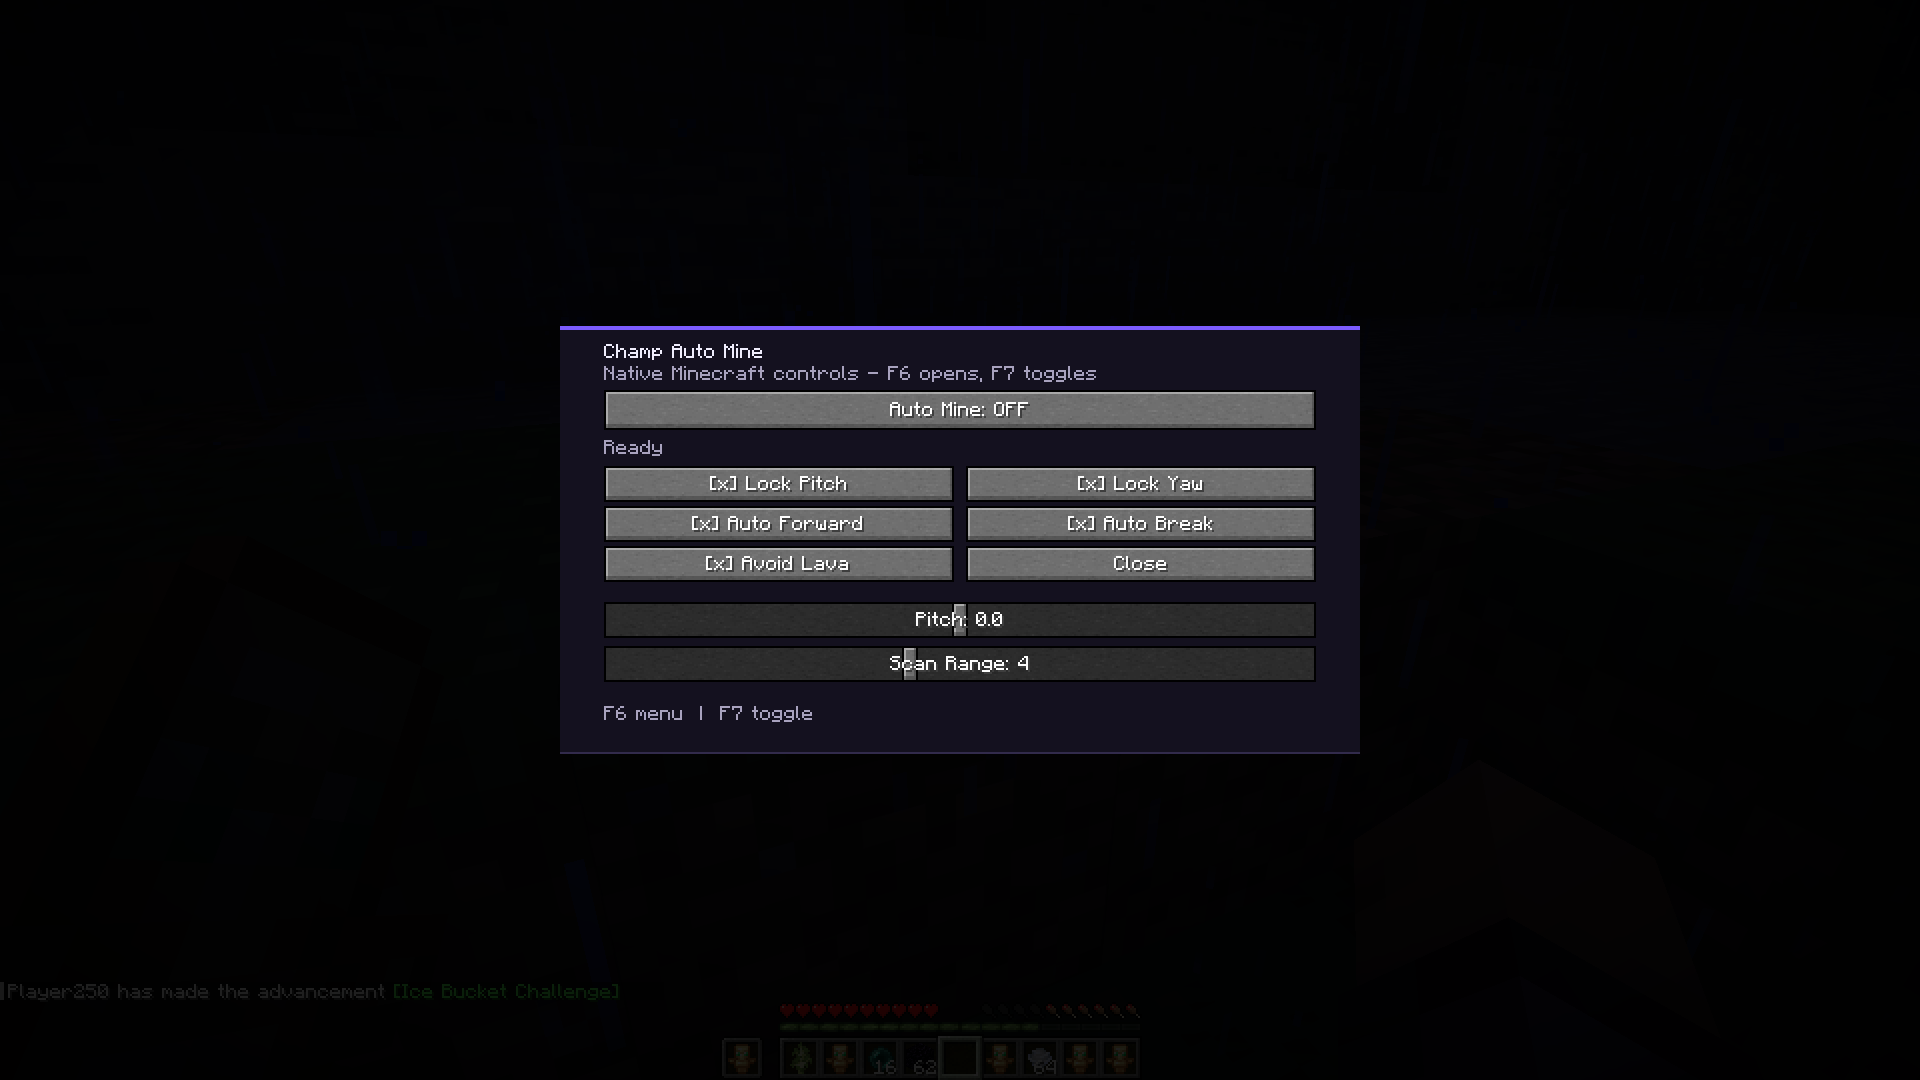 Champ Auto Mine
Native Minecraft controls - F6 opens, F7 toggles
Auto Mine: OFF
Ready
[x] Lock Pitch
[x] Lock Yaw
[x] Auto Forward
[x] Auto Break
[x] Avoid Lava
Close
Pitch: 0.0
Scan Range: 4
F6 menu | F7 toggle
Player250 has made the advancement [Ice Bucket Challenge]
16 62 64